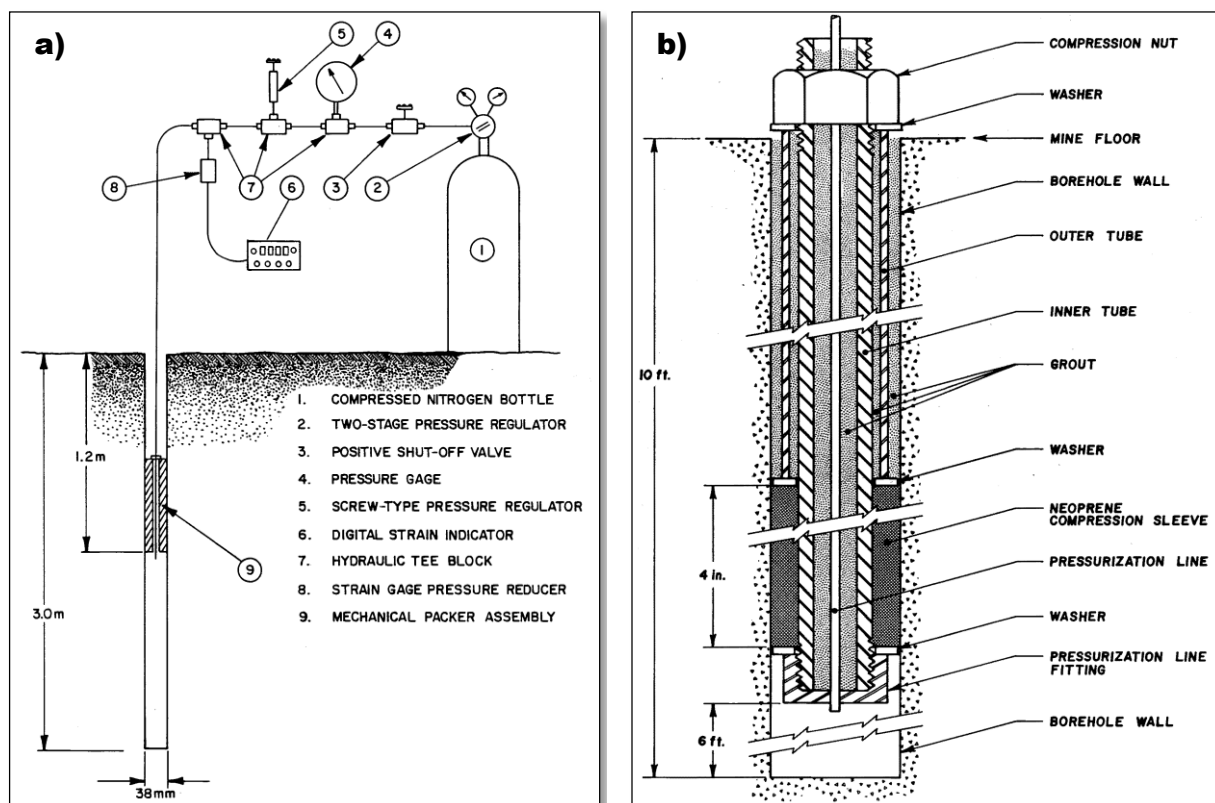 a)
5
4
8
7
6
3
2
1
1.2m
3.0m
9
38mm
1. COMPRESSED NITROGEN BOTTLE
2. TWO-STAGE PRESSURE REGULATOR
3. POSITIVE SHUT-OFF VALVE
4. PRESSURE GAGE
5. SCREW-TYPE PRESSURE REGULATOR
6. DIGITAL STRAIN INDICATOR
7. HYDRAULIC TEE BLOCK
8. STRAIN GAGE PRESSURE REDUCER
9. MECHANICAL PACKER ASSEMBLY
b)
COMPRESSION NUT
WASHER
MINE FLOOR
BOREHOLE WALL
OUTER TUBE
INNER TUBE
10 ft.
GROUT
WASHER
NEOPRENE
COMPRESSION SLEEVE
4 in.
PRESSURIZATION LINE
WASHER
PRESSURIZATION LINE
FITTING
6 ft.
BOREHOLE WALL